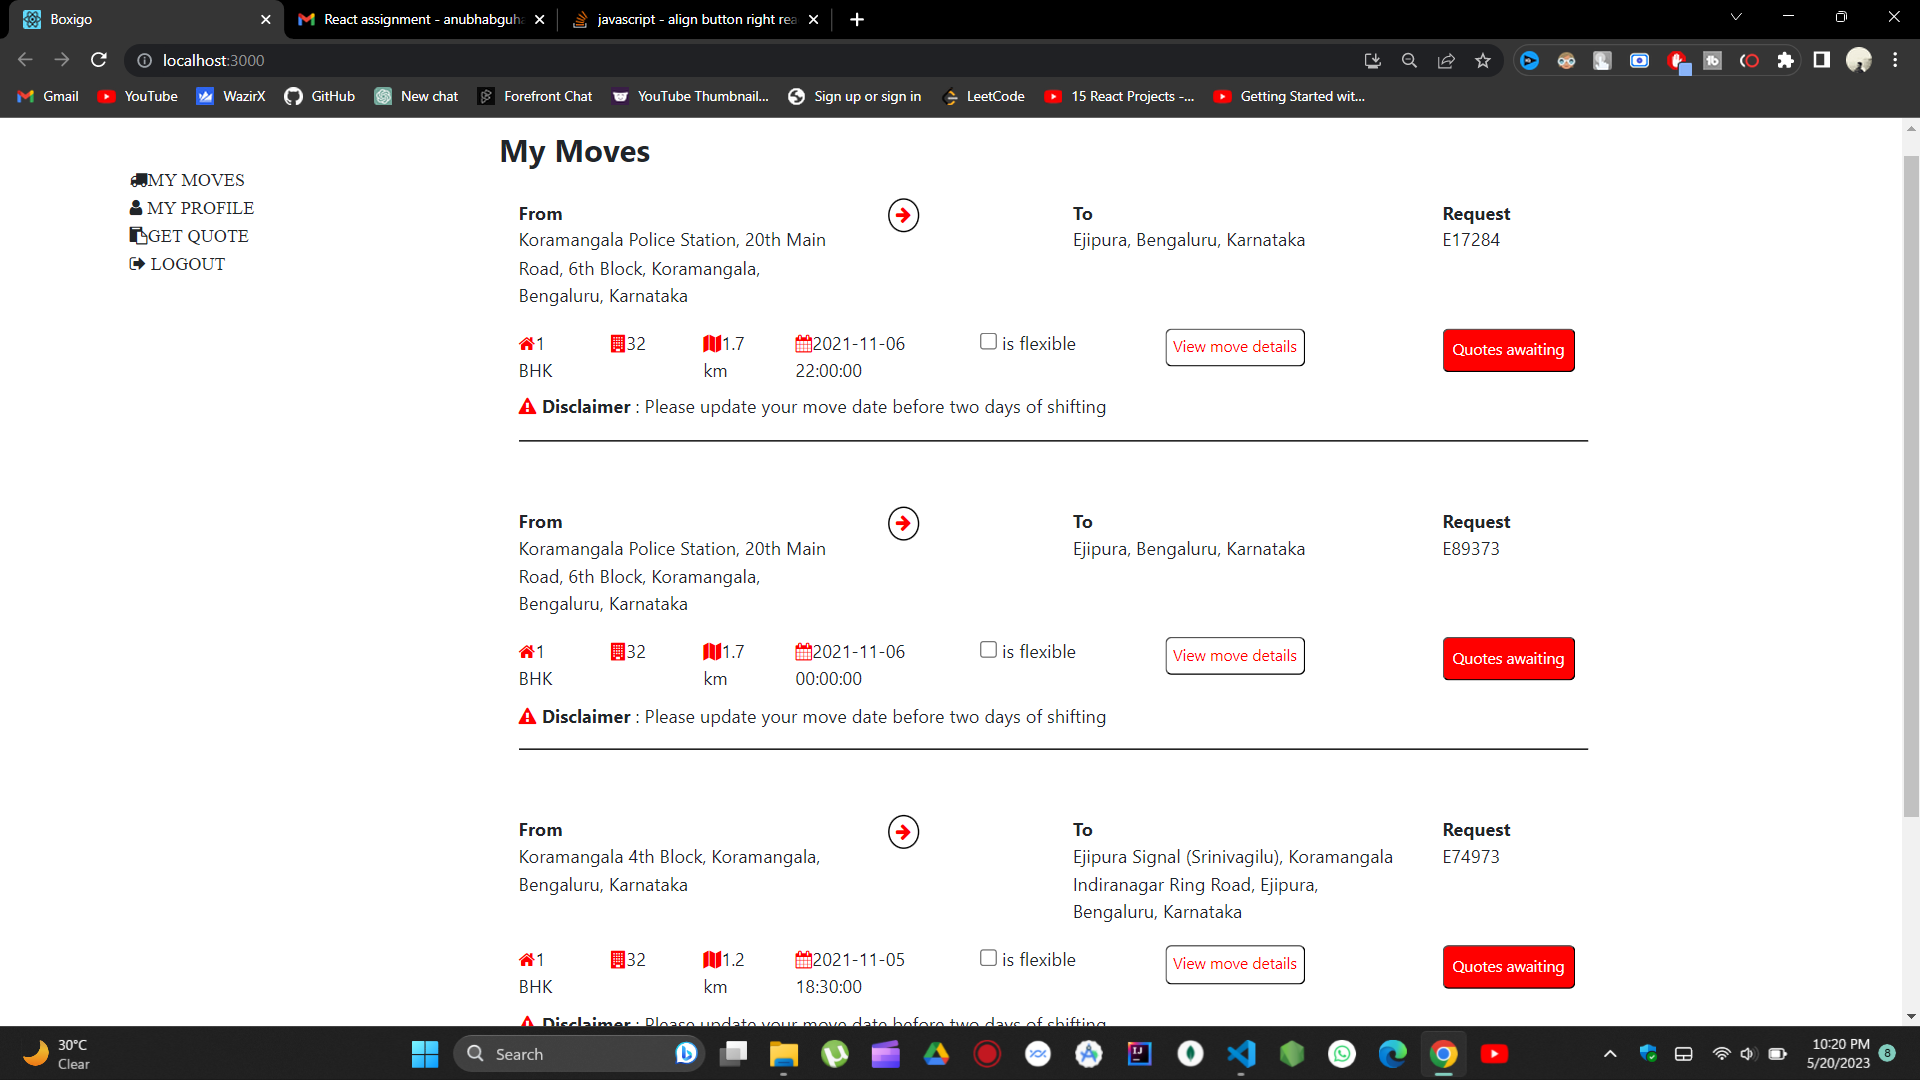 Boxigo
React assignment - anubhabguha
javascript - align button right rea
localhost:3000
Gmail
YouTube
WazirX
GitHub
New chat
Forefront Chat
YouTube Thumbnail...
Sign up or sign in
LeetCode
15 React Projects -...
Getting Started wit...
MY MOVES
MY PROFILE
GET QUOTE
LOGOUT
My Moves
From
Koramangala Police Station, 20th Main
Road, 6th Block, Koramangala,
Bengaluru, Karnataka
To
Ejipura, Bengaluru, Karnataka
Request
E17284
1
BHK
32
1.7
km
2021-11-06
22:00:00
is flexible
View move details
Quotes awaiting
Disclaimer : Please update your move date before two days of shifting
From
Koramangala Police Station, 20th Main
Road, 6th Block, Koramangala,
Bengaluru, Karnataka
To
Ejipura, Bengaluru, Karnataka
Request
E89373
1
BHK
32
1.7
km
2021-11-06
00:00:00
is flexible
View move details
Quotes awaiting
Disclaimer : Please update your move date before two days of shifting
From
Koramangala 4th Block, Koramangala,
Bengaluru, Karnataka
To
Ejipura Signal (Srinivagilu), Koramangala
Indiranagar Ring Road, Ejipura,
Bengaluru, Karnataka
Request
E74973
1
BHK
32
1.2
km
2021-11-05
18:30:00
is flexible
View move details
Quotes awaiting
Disclaimer : Please update your move date before two days of shifting
30°C
Clear
Search
10:20 PM
5/20/2023
8